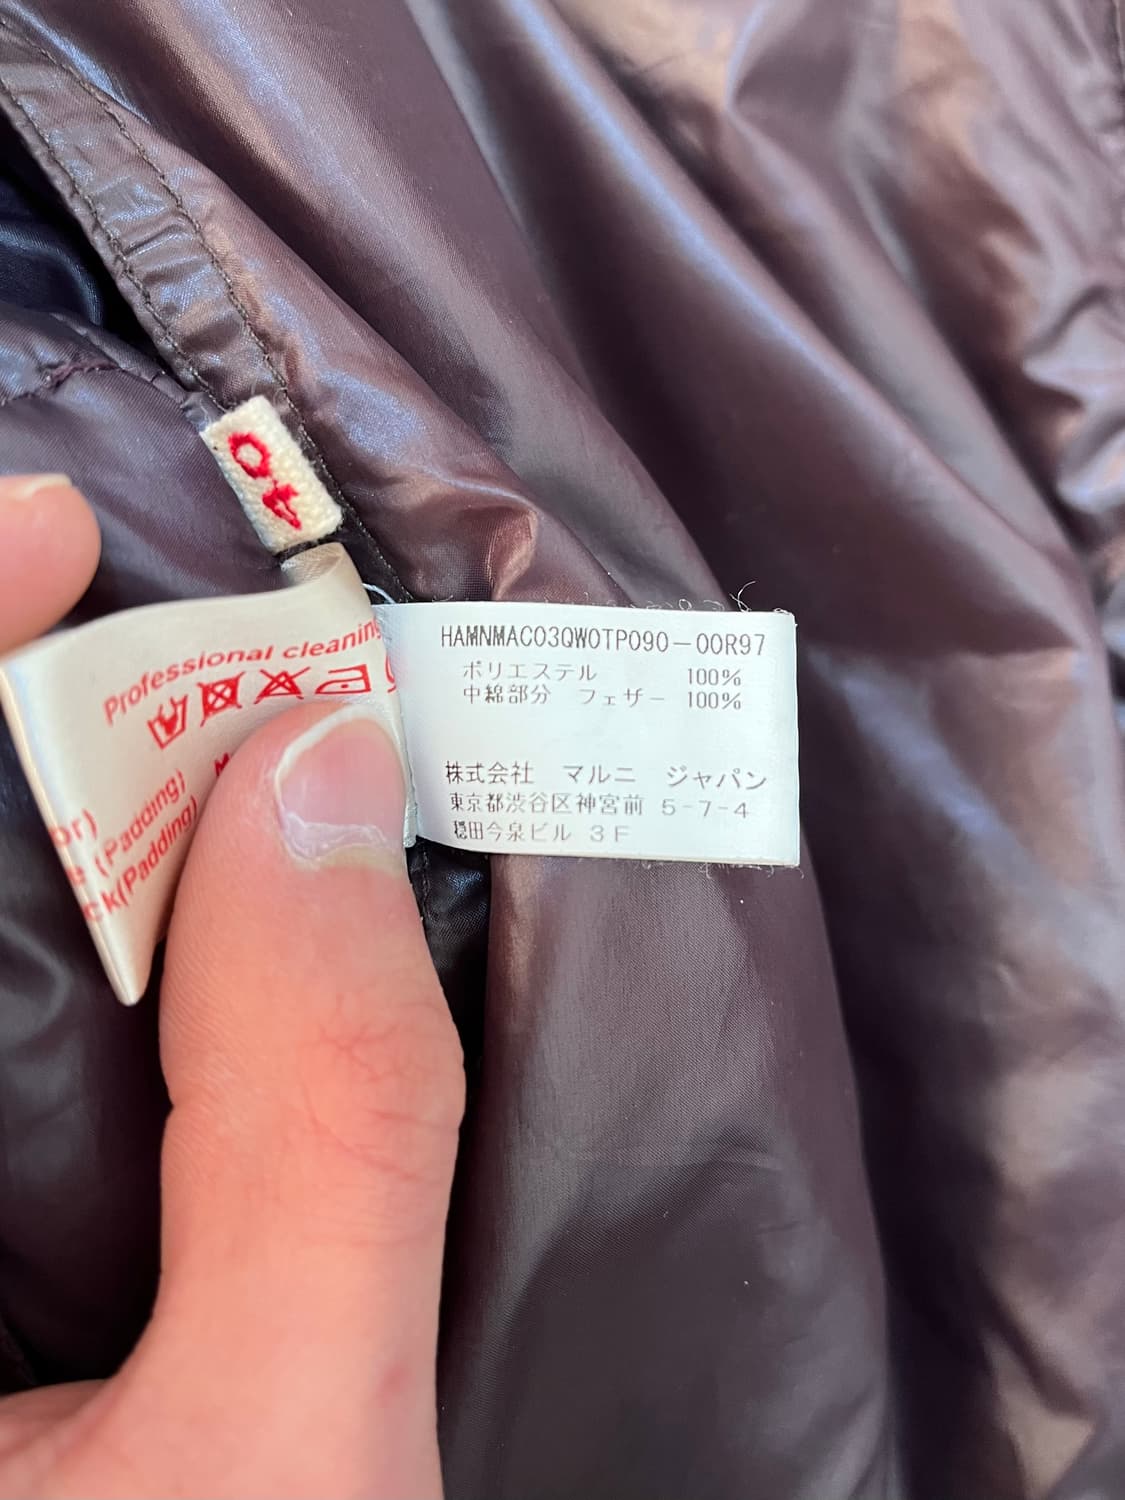 40
Professional cleaning
(Padding)
ck(Padding)
HAMNMAC03QW0TP090-00R97
ポリエステル 100%
中綿部分 フェザー 100%
株式会社 マルニ ジャパン
東京都渋谷区神宮前 5-7-4
穏田今泉ビル 3F